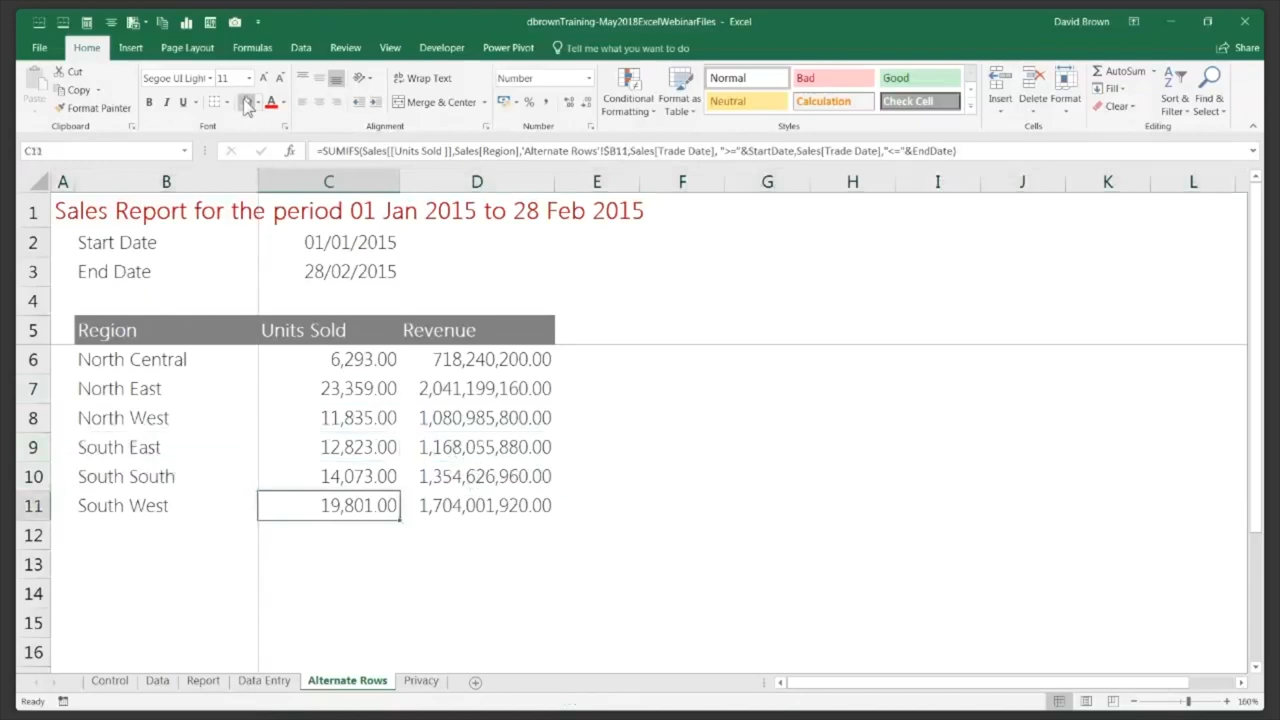 dbrownTraining-May2018ExcelWebinarFiles - Excel
David Brown
File Home Insert Page Layout Formulas Data Review View Developer Power Pivot Tell me what you want to do Share
Paste
Cut
Copy
Format Painter
Clipboard
Segoe UI Light 11
B I U
Font
Wrap Text
Merge & Center
Alignment
Number
%
Number
Conditional Formatting
Format as Table
Normal Bad Good
Neutral Calculation Check Cell
Styles
Insert Delete Format
Cells
AutoSum
Fill
Clear
Sort & Filter
Find & Select
Editing
C11 fx =SUMIFS(Sales[[Units Sold ]],Sales[Region],'Alternate Rows'!$B11,Sales[Trade Date], ">="&StartDate,Sales[Trade Date],"<="&EndDate)
A B C D E F G H I J K L
1 Sales Report for the period 01 Jan 2015 to 28 Feb 2015
2 Start Date 01/01/2015
3 End Date 28/02/2015
4
5 Region Units Sold Revenue
6 North Central 6,293.00 718,240,200.00
7 North East 23,359.00 2,041,199,160.00
8 North West 11,835.00 1,080,985,800.00
9 South East 12,823.00 1,168,055,880.00
10 South South 14,073.00 1,354,626,960.00
11 South West 19,801.00 1,704,001,920.00
12
13
14
15
16
Control Data Report Data Entry Alternate Rows Privacy
Ready
160%